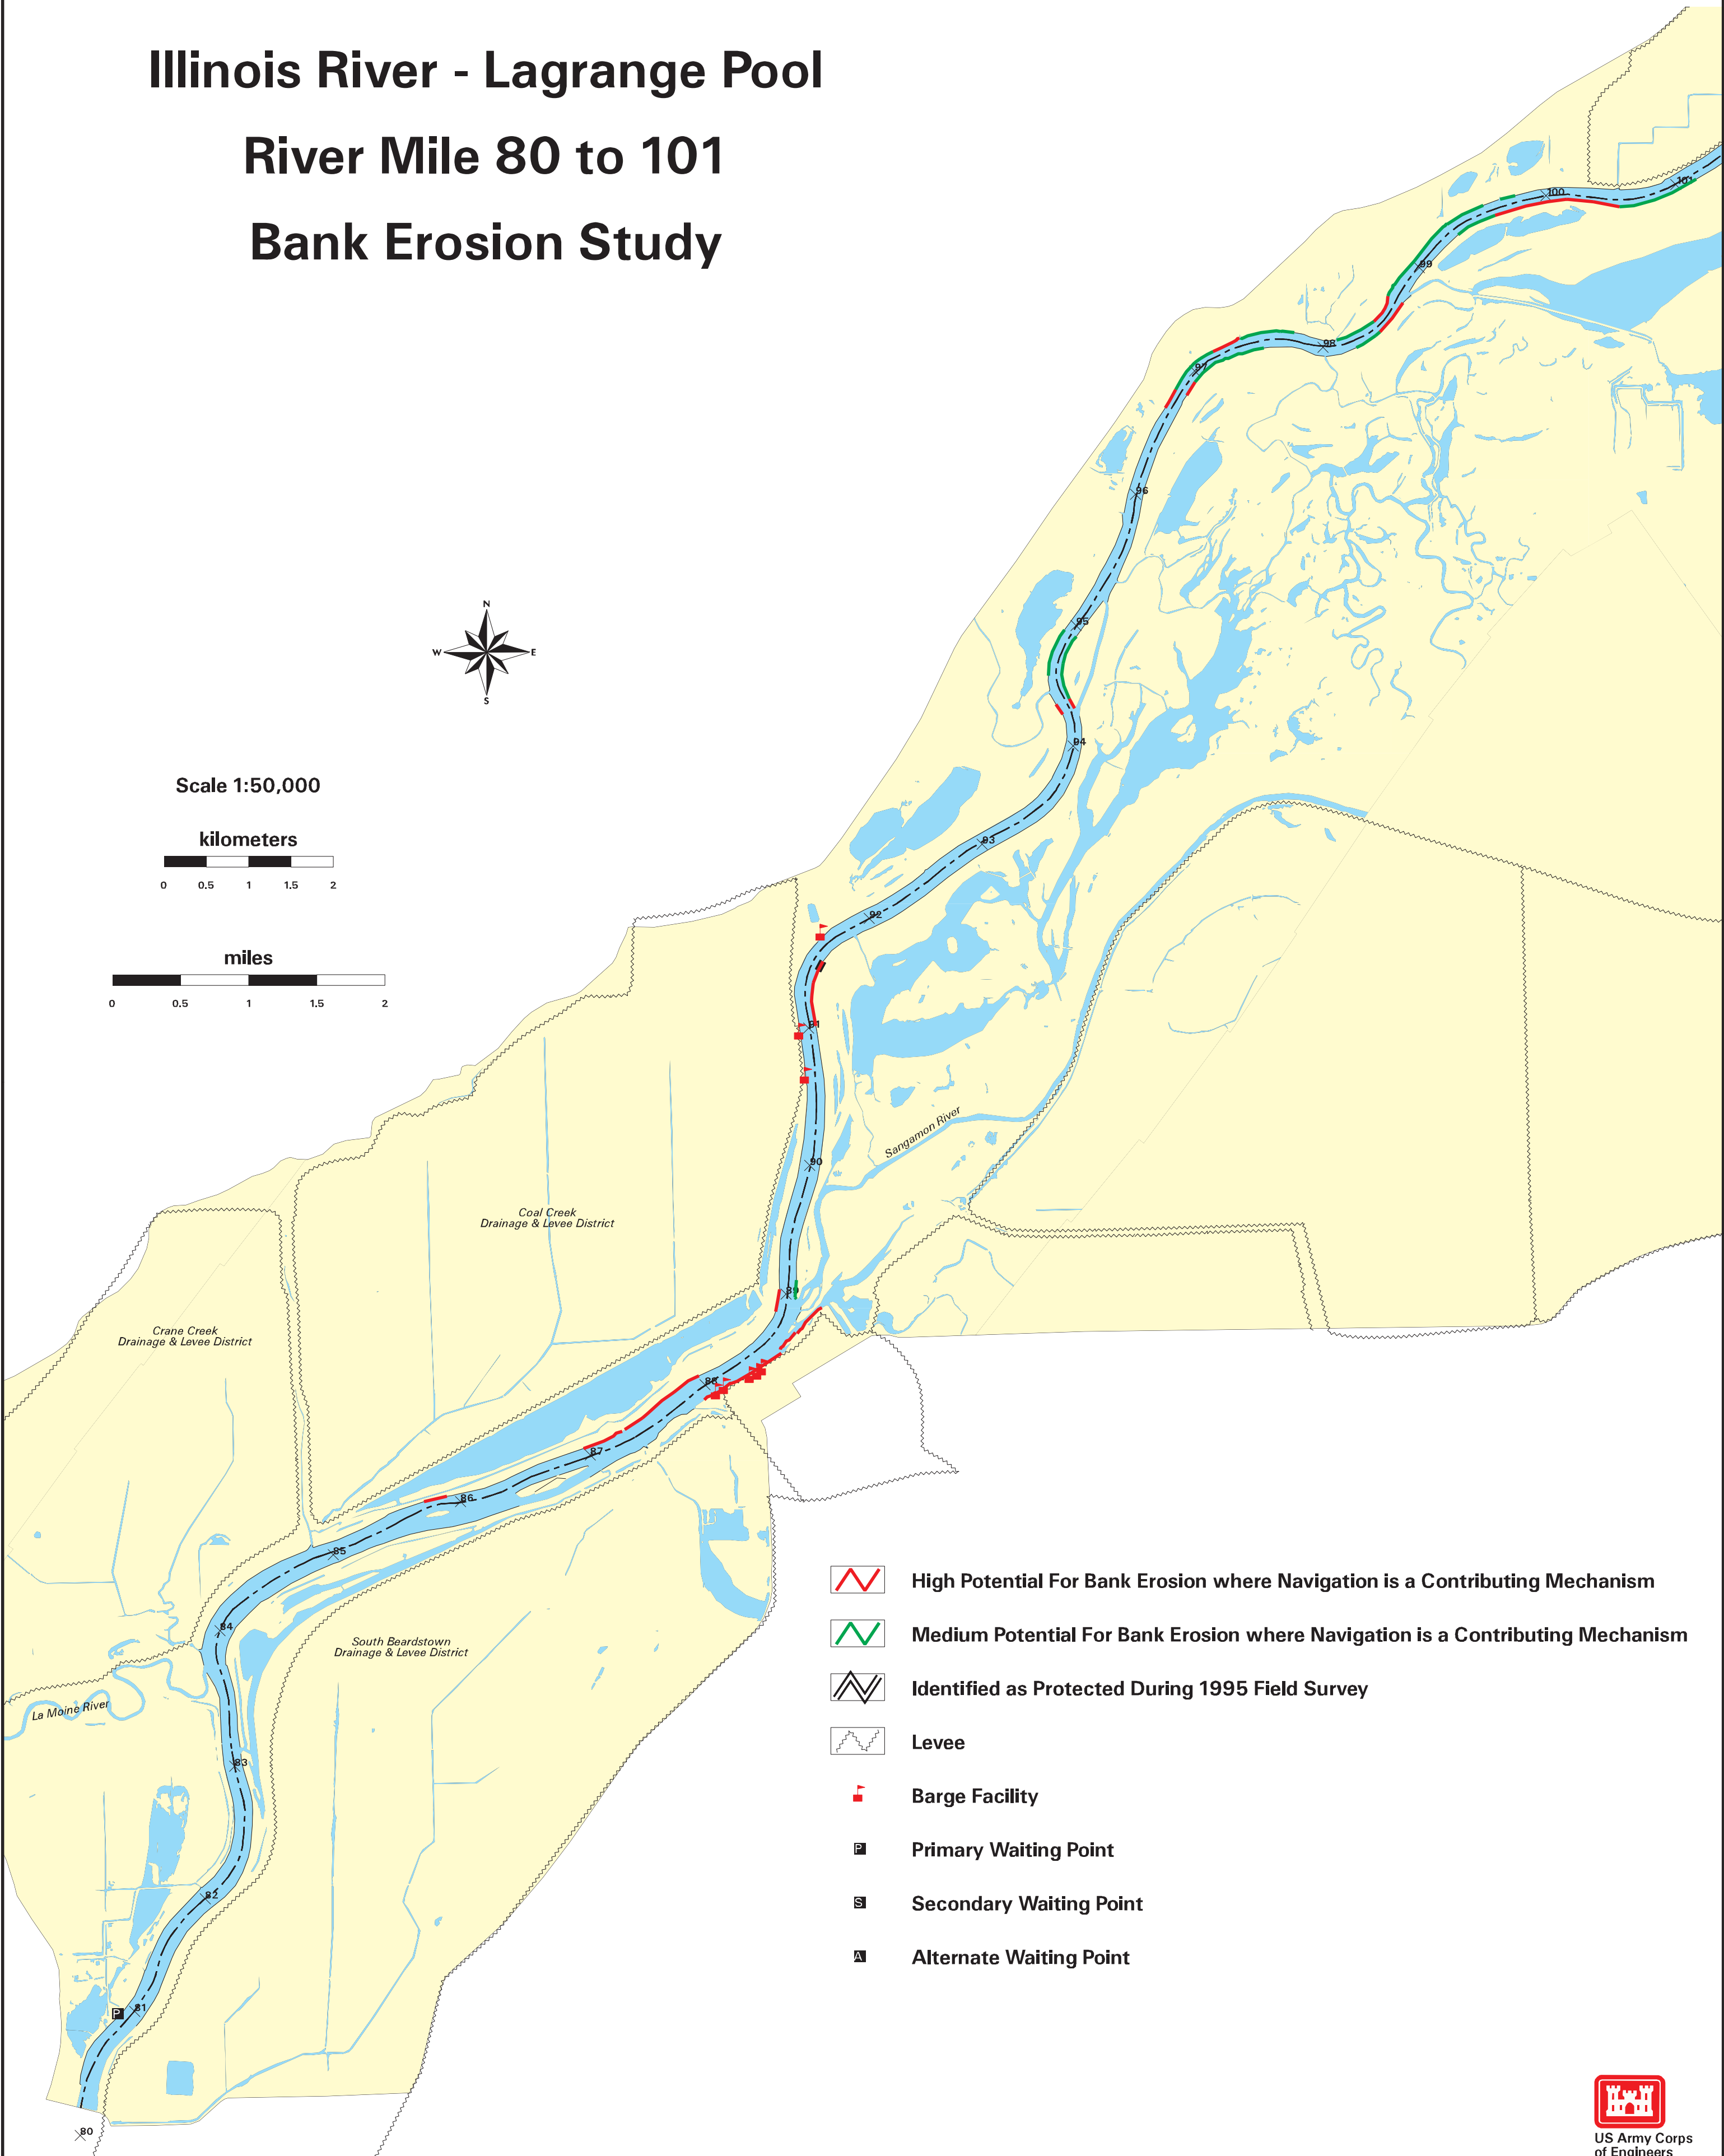 Illinois River - Lagrange Pool
River Mile 80 to 101
Bank Erosion Study
101
100
99
98
97
96
N
W
E
S
95
94
Scale 1:50,000
kilometers
0 0.5 1 1.5 2
93
92
miles
0 0.5 1 1.5 2
91
Sangamon River
90
Coal Creek
Drainage & Levee District
89
Crane Creek
Drainage & Levee District
88
87
86
85
84
South Beardstown
Drainage & Levee District
La Moine River
83
82
81
P
80
High Potential For Bank Erosion where Navigation is a Contributing Mechanism
Medium Potential For Bank Erosion where Navigation is a Contributing Mechanism
Identified as Protected During 1995 Field Survey
Levee
Barge Facility
P Primary Waiting Point
S Secondary Waiting Point
A Alternate Waiting Point
US Army Corps
of Engineers